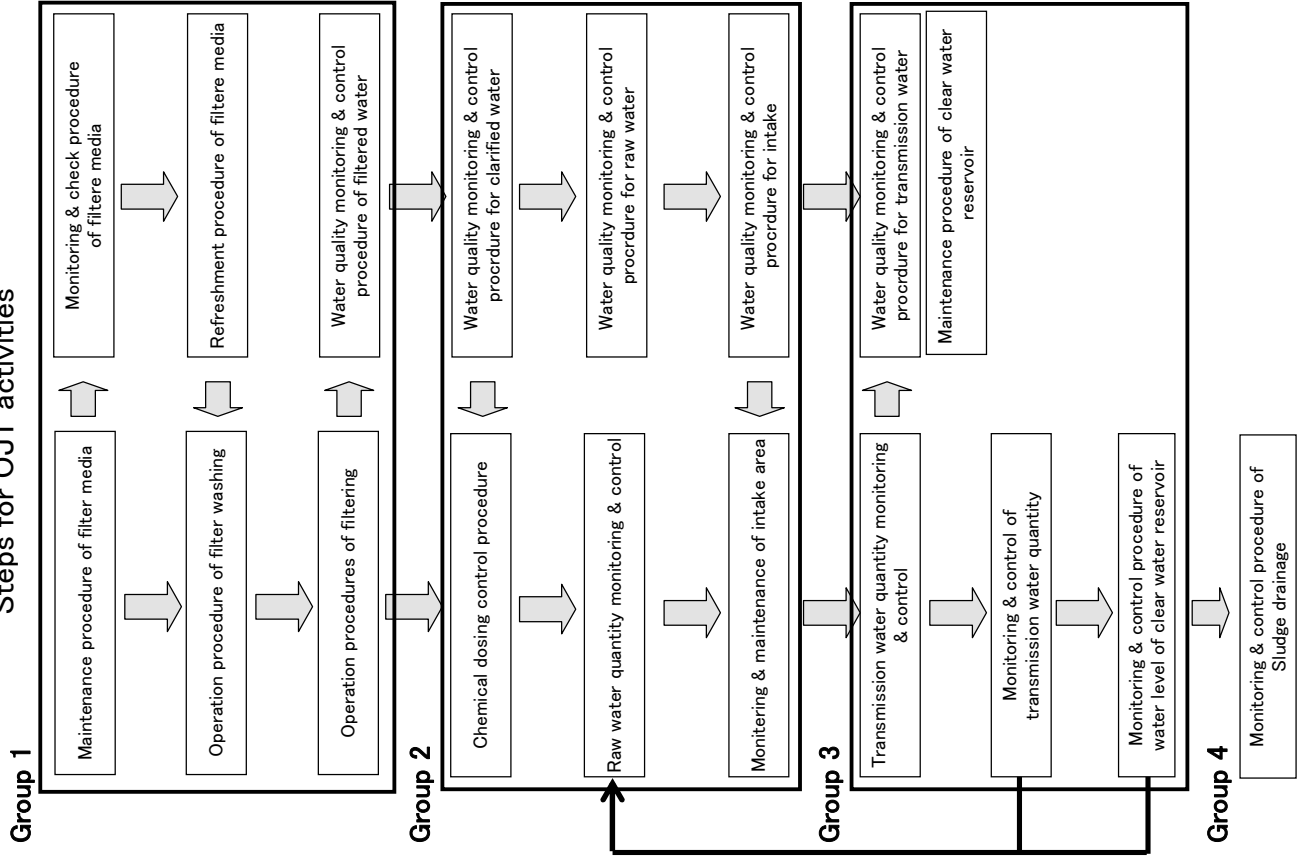 Steps for OJT activities
Group 1
Maintenance procedure of filter media
Monitoring & check procedure
of filtere media
Operation procedure of filter washing
Refreshment procedure of filtere media
Operation procedures of filtering
Water quality monitoring & control
procedure of filtered water
Group 2
Chemical dosing control procedure
Water quality monitoring & control
procrdure for clarified water
Raw water quantity monitoring & control
Water quality monitoring & control
procrdure for raw water
Monitering & maintenance of intake area
Water quality monitoring & control
procrdure for intake
Group 3
Transmission water quantity monitoring
& control
Water quality monitoring & control
procrdure for transmission water
Maintenance procedure of clear water
reservoir
Monitoring & control of
transmission water quantity
Monitoring & control procedure of
water level of clear water reservoir
Group 4
Monitoring & control procedure of
Sludge drainage